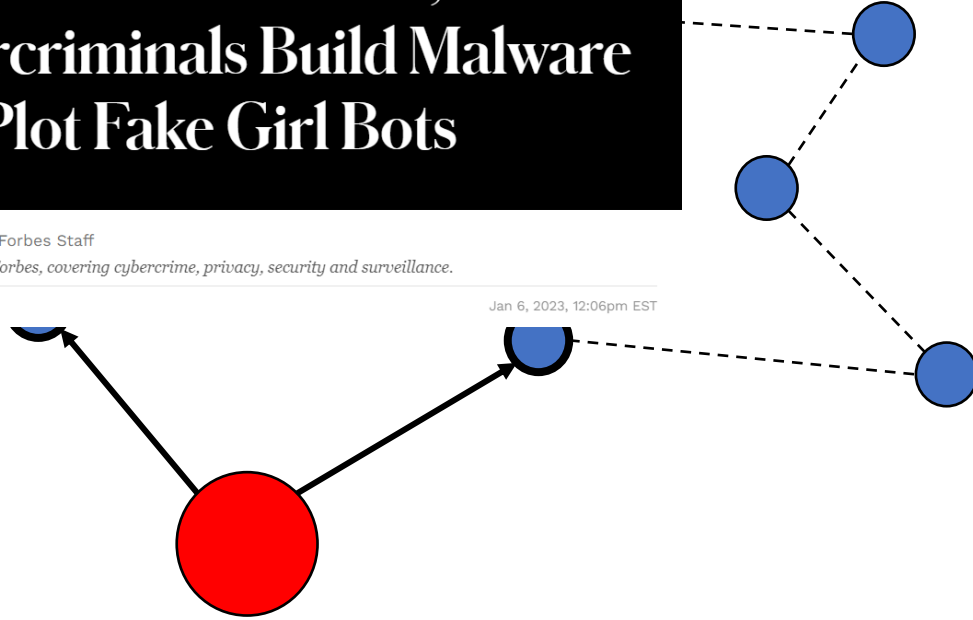 rcriminals Build Malware
Plot Fake Girl Bots
Forbes Staff
orbes, covering cybercrime, privacy, security and surveillance.
Jan 6, 2023, 12:06pm EST